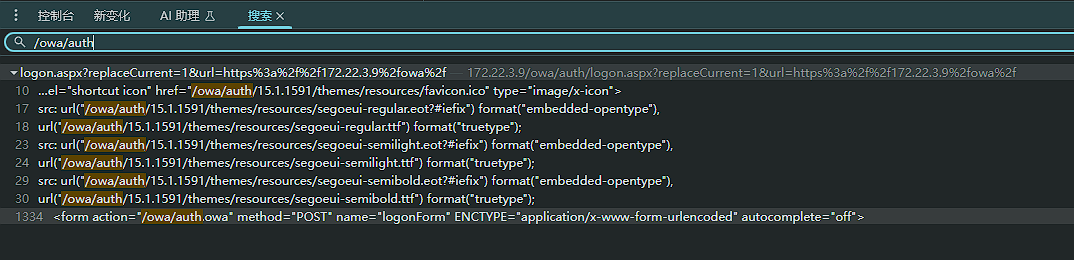 控制台 新变化 AI 助理 搜索
/owa/auth
logon.aspx?replaceCurrent=1&url=https%3a%2f%2f172.22.3.9%2fowa%2f — 172.22.3.9/owa/auth/logon.aspx?replaceCurrent=1&url=https%3a%2f%2f172.22.3.9%2fowa%2f
10 ...el="shortcut icon" href="/owa/auth/15.1.1591/themes/resources/favicon.ico" type="image/x-icon">
17 src: url("/owa/auth/15.1.1591/themes/resources/segoeui-regular.eot?#iefix") format("embedded-opentype"),
18 url("/owa/auth/15.1.1591/themes/resources/segoeui-regular.ttf") format("truetype");
23 src: url("/owa/auth/15.1.1591/themes/resources/segoeui-semilight.eot?#iefix") format("embedded-opentype"),
24 url("/owa/auth/15.1.1591/themes/resources/segoeui-semilight.ttf") format("truetype");
29 src: url("/owa/auth/15.1.1591/themes/resources/segoeui-semibold.eot?#iefix") format("embedded-opentype"),
30 url("/owa/auth/15.1.1591/themes/resources/segoeui-semibold.ttf") format("truetype");
1334 <form action="/owa/auth.owa" method="POST" name="logonForm" ENCTYPE="application/x-www-form-urlencoded" autocomplete="off">